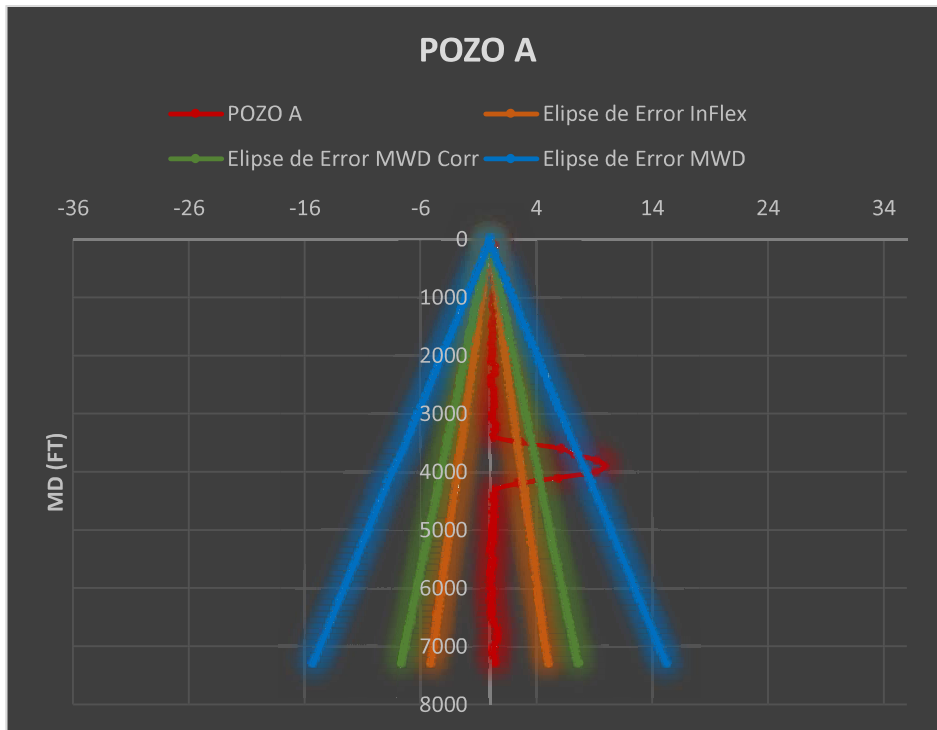 POZO A
POZO A
Elipse de Error InFlex
Elipse de Error MWD Corr
Elipse de Error MWD
-36 -26 -16 -6 4 14 24 34
0
1000
2000
3000
4000
5000
6000
7000
8000
MD (FT)